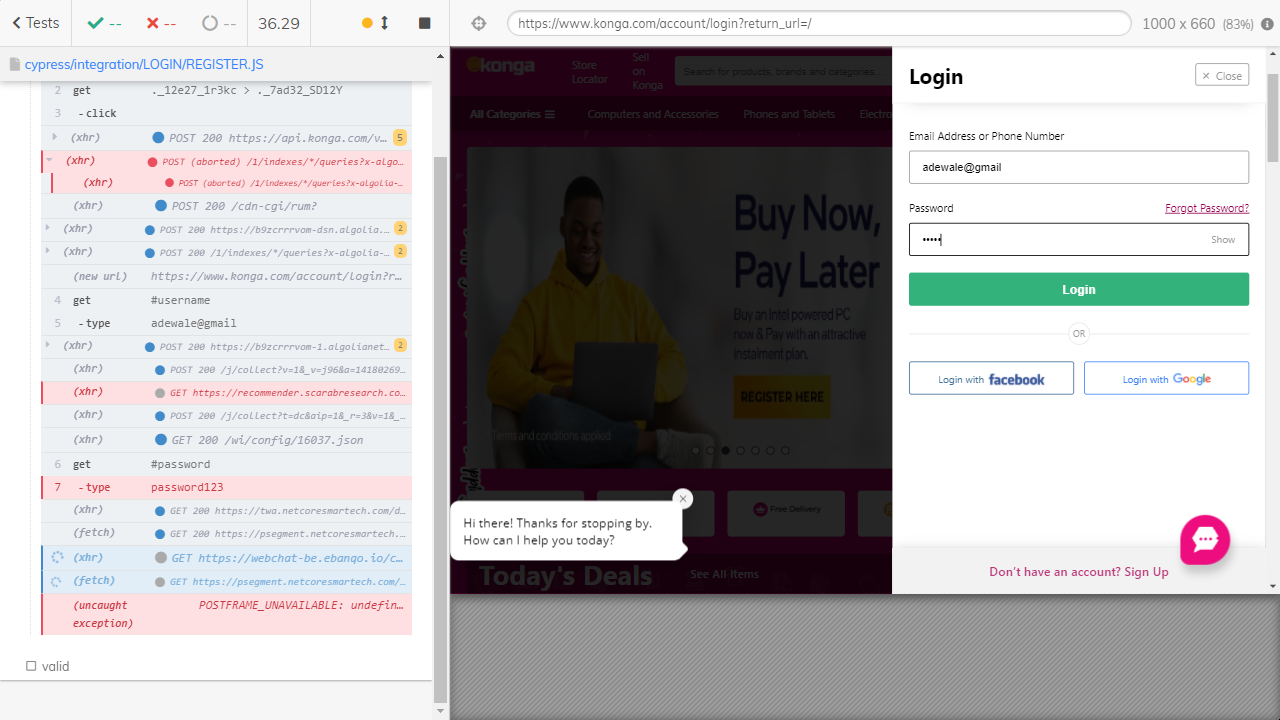 Tests
--
--
--
36.29
https://www.konga.com/account/login?return_url=/
1000 x 660 (83%)
cypress/integration/LOGIN/REGISTER.JS
2 get ._12e27_1r3kc > ._7ad32_SD12Y
3 -click
(xhr) POST 200 https://api.konga.com/v… 5
(xhr) POST (aborted) /1/indexes/*/queries?x-algo…
(xhr) POST (aborted) /1/indexes/*/queries?x-algolia-…
(xhr) POST 200 /cdn-cgi/rum?
(xhr) POST 200 https://b9zcrrrvom-dsn.algolia.… 2
(xhr) POST 200 /1/indexes/*/queries?x-algolia-… 2
(new url) https://www.konga.com/account/login?r…
4 get #username
5 -type adewale@gmail
(xhr) POST 200 https://b9zcrrrvom-1.algolianet.… 2
(xhr) POST 200 /j/collect?v=1&_v=j96&a=14180269…
(xhr) GET https://recommender.scarabresearch.co…
(xhr) POST 200 /j/collect?t=dc&aip=1&_r=3&v=1&_…
(xhr) GET 200 /wl/config/16037.json
6 get #password
7 -type password123
(xhr) GET 200 https://twa.netcoresmartech.com/d…
(fetch) GET 200 https://psegment.netcoresmartech.…
(xhr) GET https://webchat-be.ebanqo.io/c…
(fetch) GET https://psegment.netcoresmartech.com/…
(uncaught exception) POSTFRAME_UNAVAILABLE: undefin…
valid
konga
Store Locator
Sell on Konga
Search for products, brands and categories...
All Categories
Computers and Accessories
Phones and Tablets
Electro
Buy Now,
Pay Later
Buy an Intel powered PC
now & Pay with an attractive
instalment plan.
REGISTER HERE
Terms and conditions applied
Free Delivery
Hi there! Thanks for stopping by.
How can I help you today?
Today's Deals
See All Items
Login
× Close
Email Address or Phone Number
adewale@gmail
Password
Forgot Password?
•••••
Show
Login
OR
Login with facebook
Login with Google
Don't have an account? Sign Up